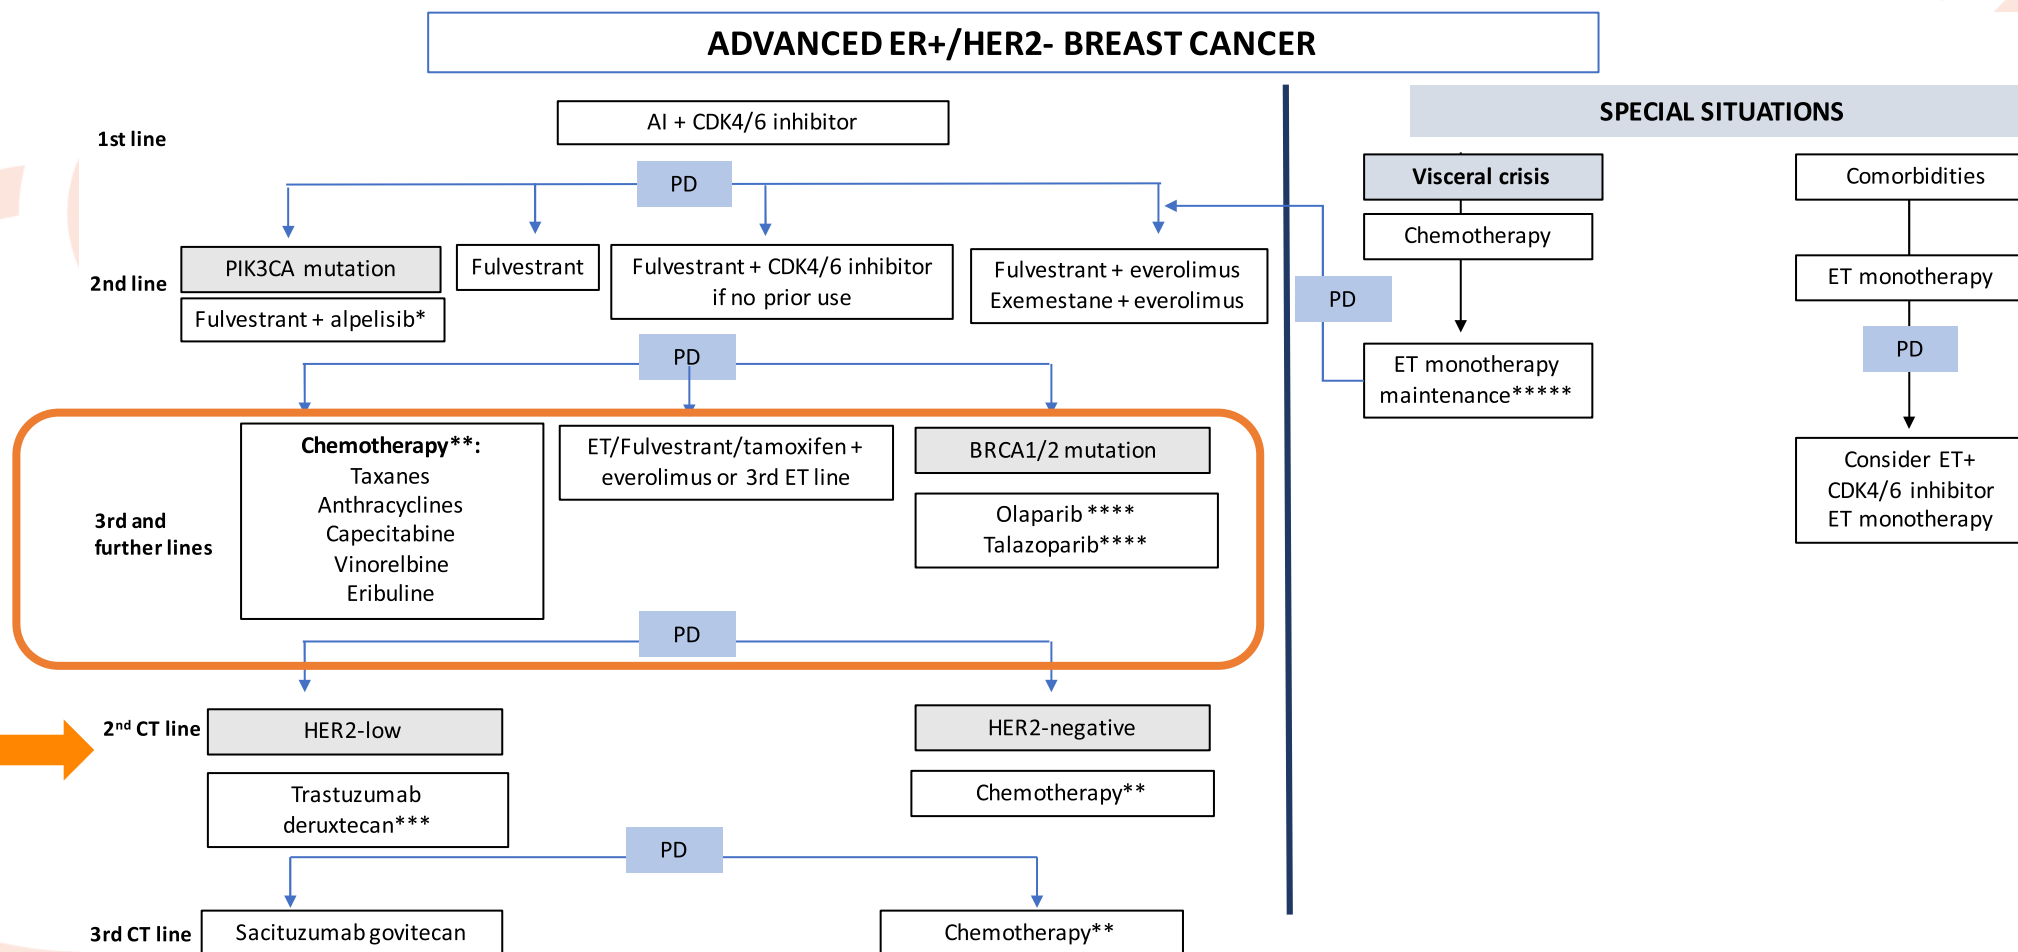 ADVANCED ER+/HER2- BREAST CANCER
1st line
AI + CDK4/6 inhibitor
PD
2nd line
PIK3CA mutation
Fulvestrant + alpelisib*
Fulvestrant
Fulvestrant + CDK4/6 inhibitor
if no prior use
Fulvestrant + everolimus
Exemestane + everolimus
PD
3rd and
further lines
Chemotherapy**:
Taxanes
Anthracyclines
Capecitabine
Vinorelbine
Eribuline
ET/Fulvestrant/tamoxifen +
everolimus or 3rd ET line
BRCA1/2 mutation
Olaparib ****
Talazoparib****
PD
2nd CT line
HER2-low
Trastuzumab
deruxtecan***
HER2-negative
Chemotherapy**
PD
3rd CT line
Sacituzumab govitecan
Chemotherapy**
SPECIAL SITUATIONS
Visceral crisis
Chemotherapy
PD
ET monotherapy
maintenance*****
Comorbidities
ET monotherapy
PD
Consider ET+
CDK4/6 inhibitor
ET monotherapy